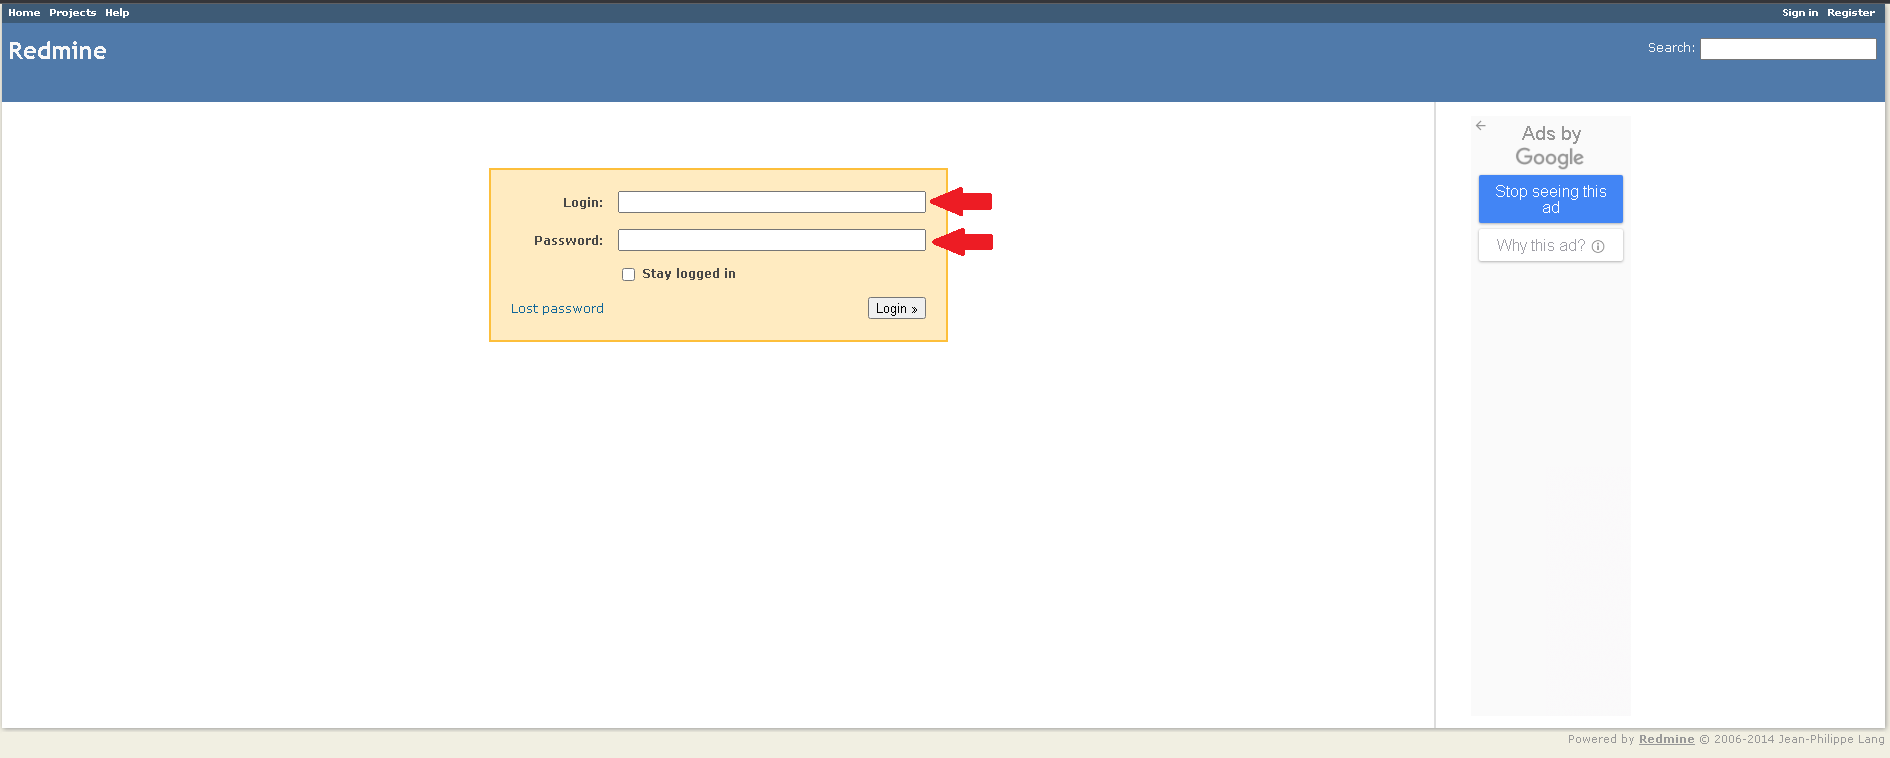 Home Projects Help
Sign in Register
Redmine
Search:
Login:
Password:
Stay logged in
Lost password
Login »
Ads by
Google
Stop seeing this
ad
Why this ad?
Powered by Redmine © 2006-2014 Jean-Philippe Lang